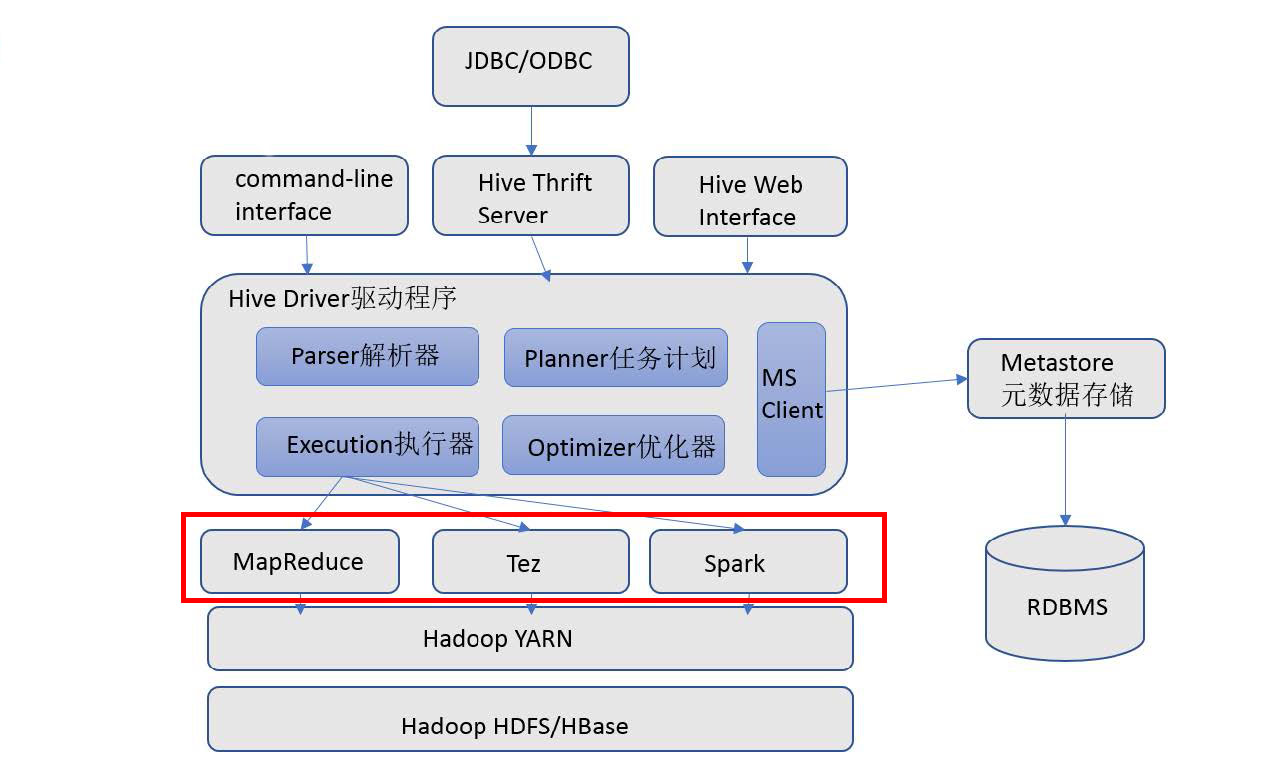 JDBC/ODBC
command-line
interface
Hive Thrift
Server
Hive Web
Interface
Hive Driver驱动程序
Parser解析器
Planner任务计划
MS
Client
Execution执行器
Optimizer优化器
Metastore
元数据存储
MapReduce
Tez
Spark
RDBMS
Hadoop YARN
Hadoop HDFS/HBase